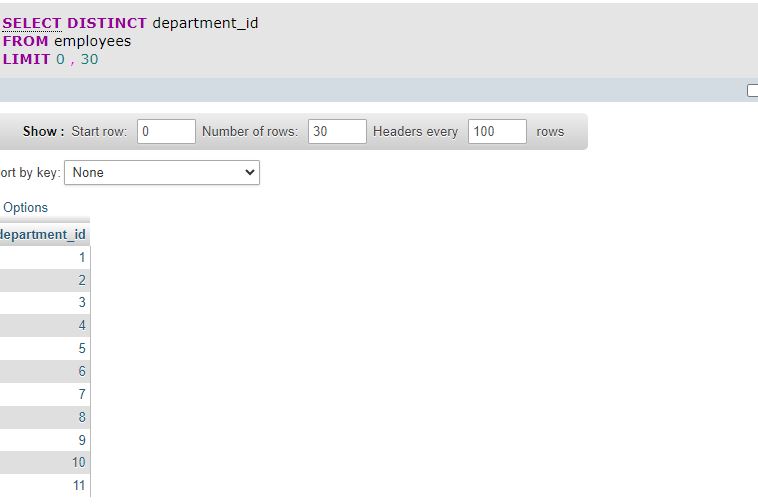 SELECT DISTINCT department_id
FROM employees
LIMIT 0 , 30
Show : Start row: 0 Number of rows: 30 Headers every 100 rows
ort by key: None
Options
department_id
1
2
3
4
5
6
7
8
9
10
11